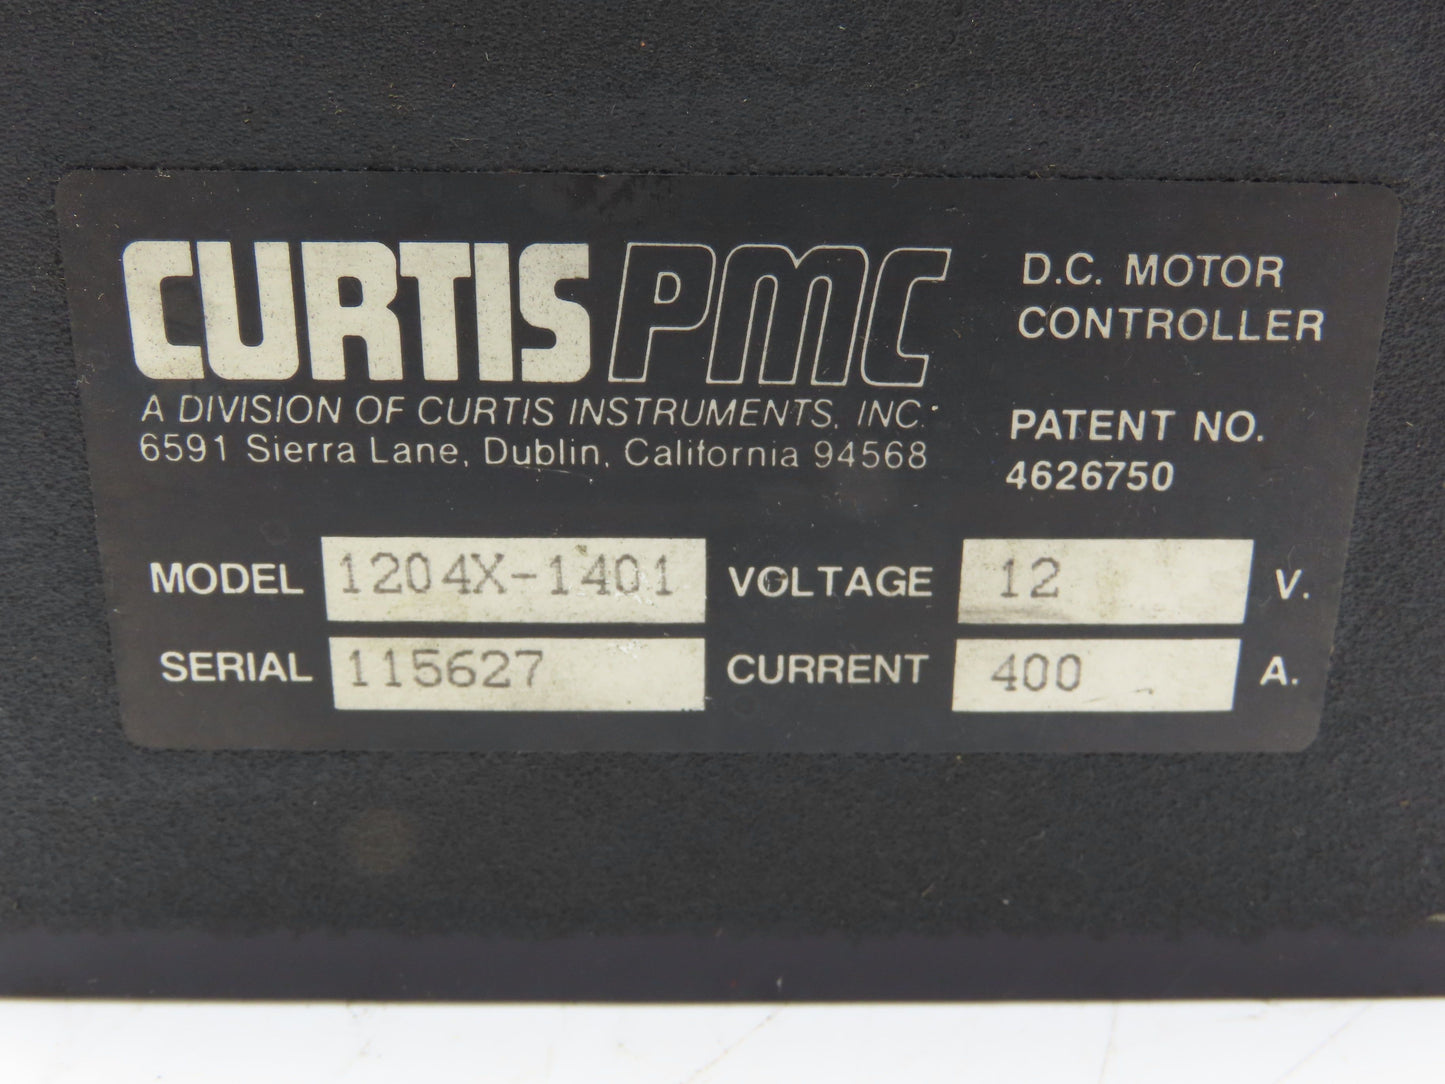 CURTIS PMC
A DIVISION OF CURTIS INSTRUMENTS, INC.
6591 Sierra Lane, Dublin, California 94568
D.C. MOTOR
CONTROLLER
PATENT NO.
4626750
MODEL 1204X-1401 VOLTAGE 12 V.
SERIAL 115627 CURRENT 400 A.